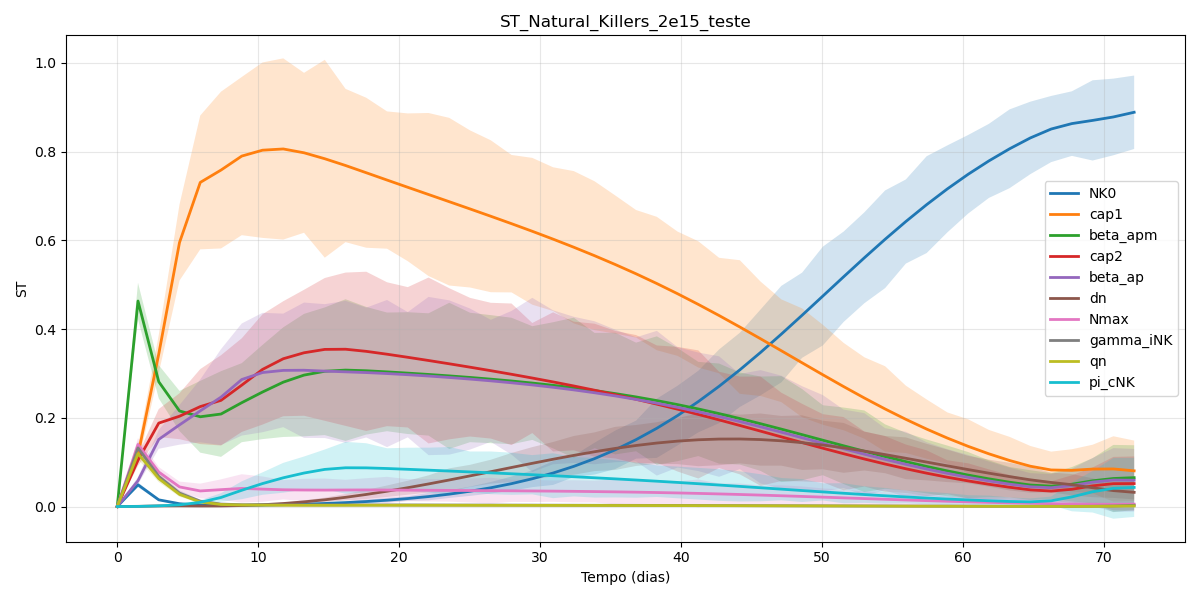 ST_Natural_Killers_2e15_teste
ST
1.0
0.8
0.6
0.4
0.2
0.0
NK0
cap1
beta_apm
cap2
beta_ap
dn
Nmax
gamma_iNK
qn
pi_cNK
0 10 20 30 40 50 60 70
Tempo (dias)